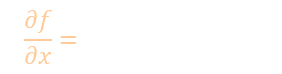 ∂f/∂x =